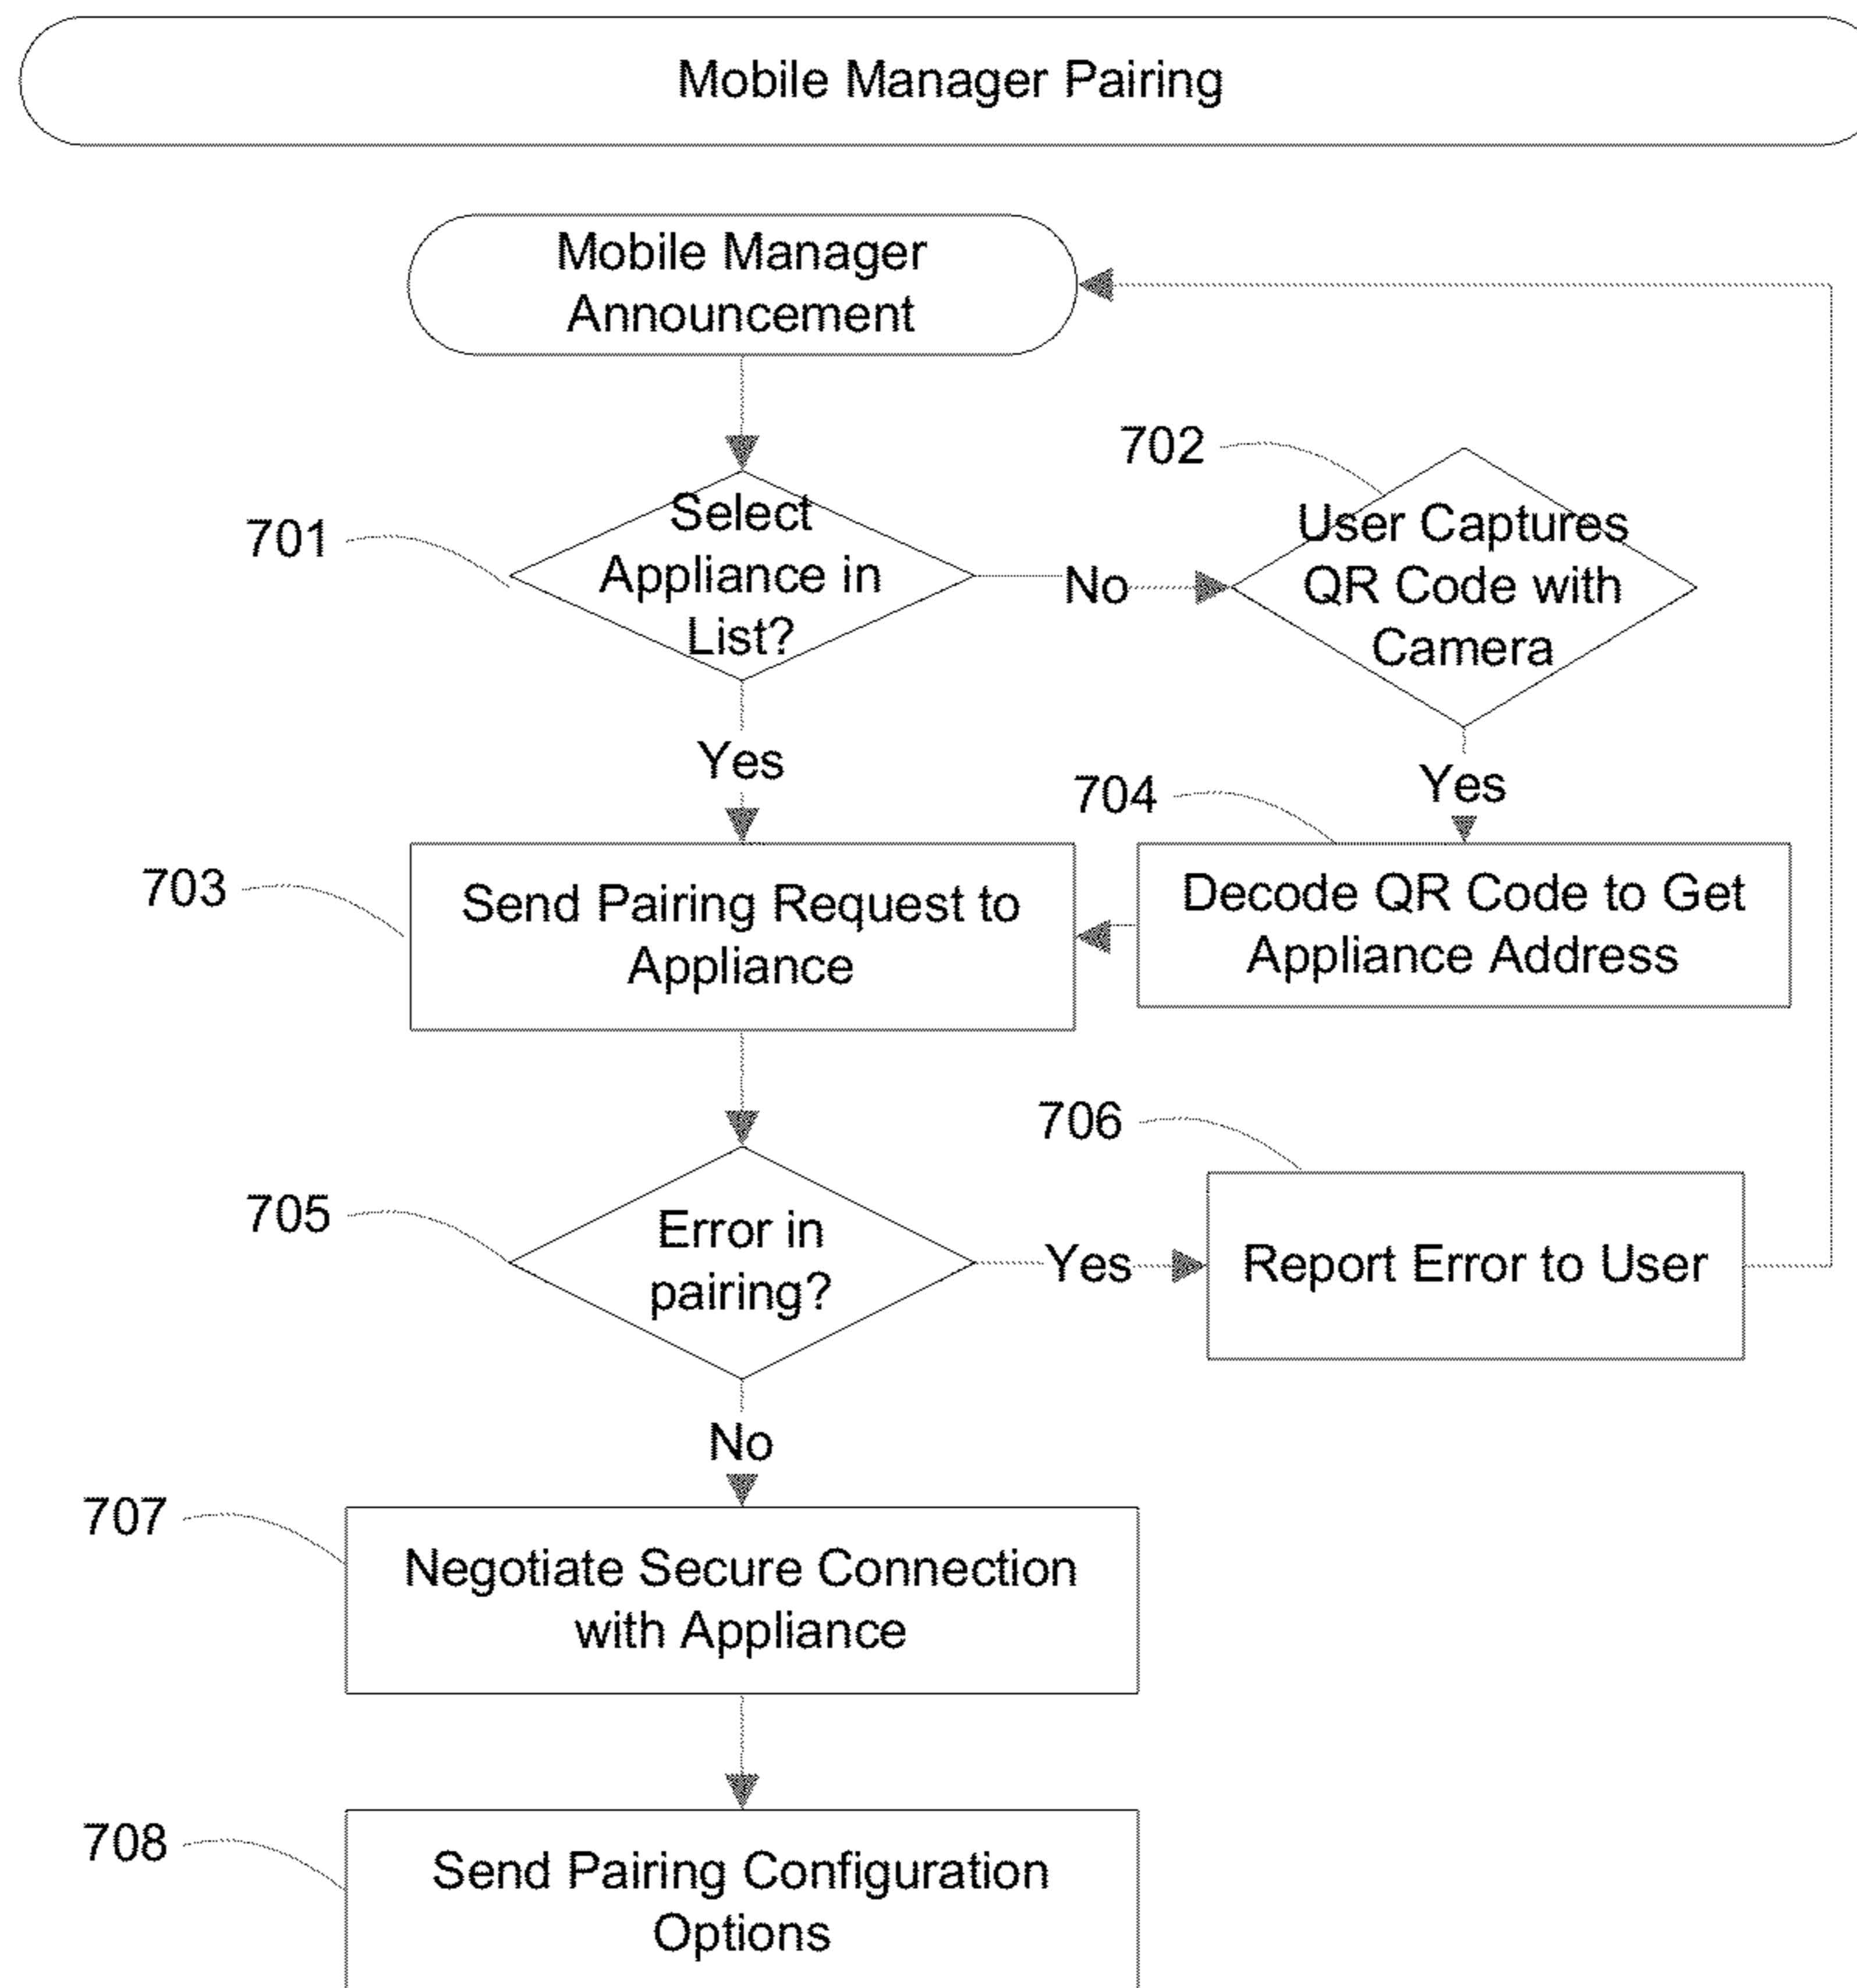 Mobile Manager Pairing
Mobile Manager
Announcement
702
701
Select
Appliance in
List?
No
User Captures
QR Code with
Camera
Yes
Yes
704
703
Send Pairing Request to
Appliance
Decode QR Code to Get
Appliance Address
706
705
Error in
pairing?
Yes
Report Error to User
No
707
Negotiate Secure Connection
with Appliance
708
Send Pairing Configuration
Options